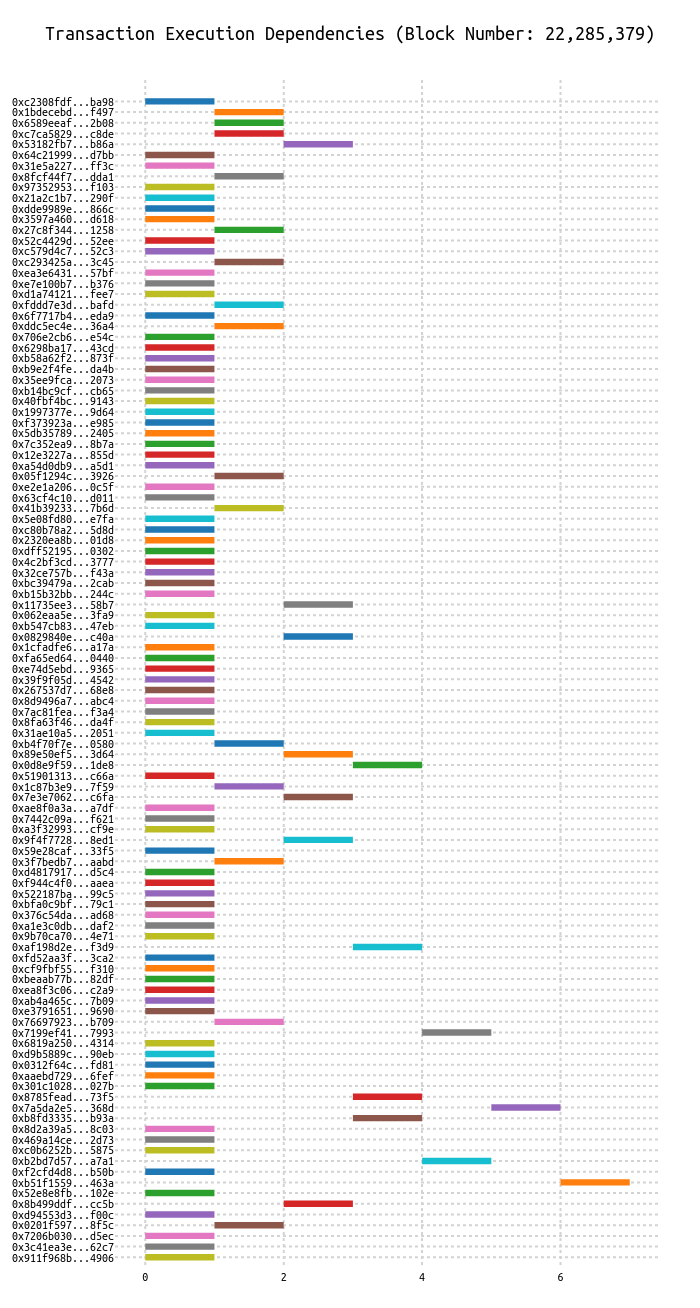 Transaction Execution Dependencies (Block Number: 22,285,379)
0xc2308fdf...ba98
0x1bdecebd...f497
0x6589eeaf...2b08
0xc7ca5829...c8de
0x53182fb7...b86a
0x64c21999...d7bb
0x31e5a227...ff3c
0x8fcf44f7...dda1
0x97352953...f103
0x21a2c1b7...290f
0xdde9989e...866c
0x3597a460...d618
0x27c8f344...1258
0x52c4429d...52ee
0xc579d4c7...52c3
0xc293425a...3c45
0xea3e6431...57bf
0xe7e100b7...b376
0xd1a74121...fee7
0xfddd7e3d...bafd
0x6f7717b4...eda9
0xddc5ec4e...36a4
0x706e2cb6...e54c
0x6298ba17...43cd
0xb58a62f2...873f
0xb9e2f4fe...da4b
0x35ee9fca...2073
0xb14bc9cf...cb65
0x40fbf4bc...9143
0x1997377e...9d64
0xf373923a...e985
0x5db35789...2405
0x7c352ea9...8b7a
0x12e3227a...855d
0xa54d0db9...a5d1
0x05f1294c...3926
0xe2e1a206...0c5f
0x63cf4c10...d011
0x41b39233...7b6d
0x5e08fd80...e7fa
0xc80b78a2...5d8d
0x2320ea8b...01d8
0xdff52195...0302
0x4c2bf3cd...3777
0x32ce757b...f43a
0xbc39479a...2cab
0xb15b32bb...244c
0x11735ee3...58b7
0x062eaa5e...3fa9
0xb547cb83...47eb
0x0829840e...c40a
0x1cfadfe6...a17a
0xfa65ed64...0440
0xe74d5ebd...9365
0x39f9f05d...4542
0x267537d7...68e8
0x8d9496a7...abc4
0x7ac81fea...f3a4
0x8fa63f46...da4f
0x31ae10a5...2051
0xb4f70f7e...0580
0x89e50ef5...3d64
0x0d8e9f59...1de8
0x51901313...c66a
0x1c87b3e9...7f59
0x7e3e7062...c6fa
0xae8f0a3a...a7df
0x7442c09a...f621
0xa3f32993...cf9e
0x9f4f7728...8ed1
0x59e28caf...33f5
0x3f7bedb7...aabd
0xd4817917...d5c4
0xf944c4f0...aaea
0x522187ba...99c5
0xbfa0c9bf...79c1
0x376c54da...ad68
0xa1e3c0db...daf2
0x9b70ca70...4e71
0xaf198d2e...f3d9
0xfd52aa3f...3ca2
0xcf9fbf55...f310
0xbeaab77b...82df
0xea8f3c06...c2a9
0xab4a465c...7b09
0xe3791651...9690
0x76697923...b709
0x7199ef41...7993
0x6819a250...4314
0xd9b5889c...90eb
0x0312f64c...fd81
0xaaebd729...6fef
0x301c1028...027b
0x8785fead...73f5
0x7a5da2e5...368d
0xb8fd3335...b93a
0x8d2a39a5...8c03
0x469a14ce...2d73
0xc0b6252b...5875
0xb2bd7d57...a7a1
0xf2cfd4d8...b50b
0xb51f1559...463a
0x52e8e8fb...102e
0x8b499ddf...cc5b
0xd94553d3...f00c
0x0201f597...8f5c
0x7206b030...d5ec
0x3c41ea3e...62c7
0x911f968b...4906
0 2 4 6